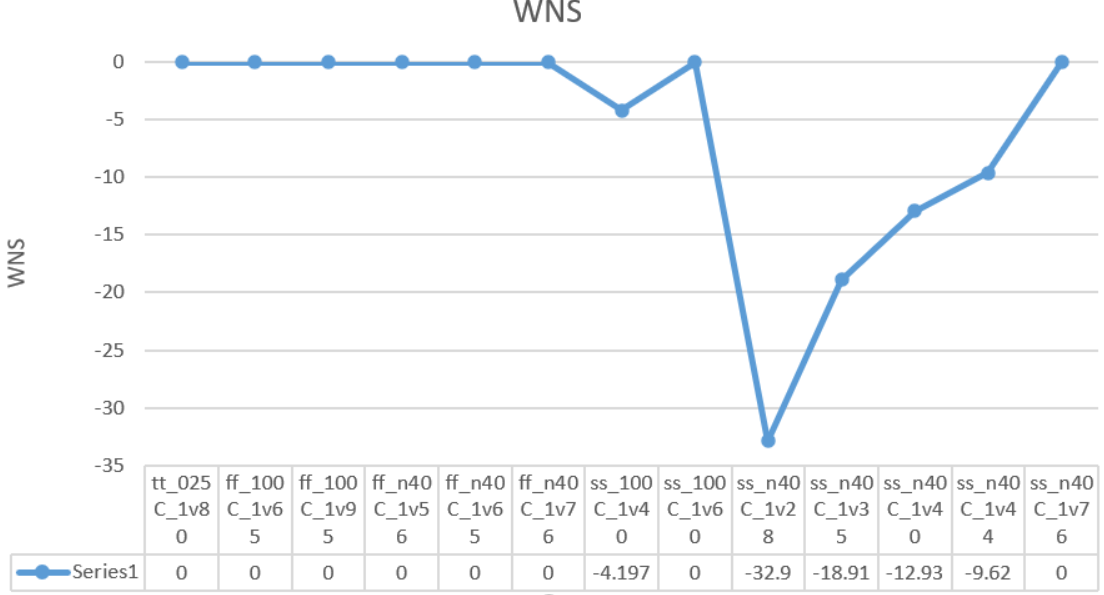 WNS
0
-5
-10
-15
-20
-25
-30
-35
WNS
tt_025 ff_100 ff_100 ff_n40 ff_n40 ff_n40 ss_100 ss_100 ss_n40 ss_n40 ss_n40 ss_n40 ss_n40
C_1v8 C_1v6 C_1v9 C_1v5 C_1v6 C_1v7 C_1v4 C_1v6 C_1v2 C_1v3 C_1v4 C_1v4 C_1v7
0 5 5 6 5 6 0 0 8 5 0 4 6
Series1 0 0 0 0 0 0 -4.197 0 -32.9 -18.91 -12.93 -9.62 0